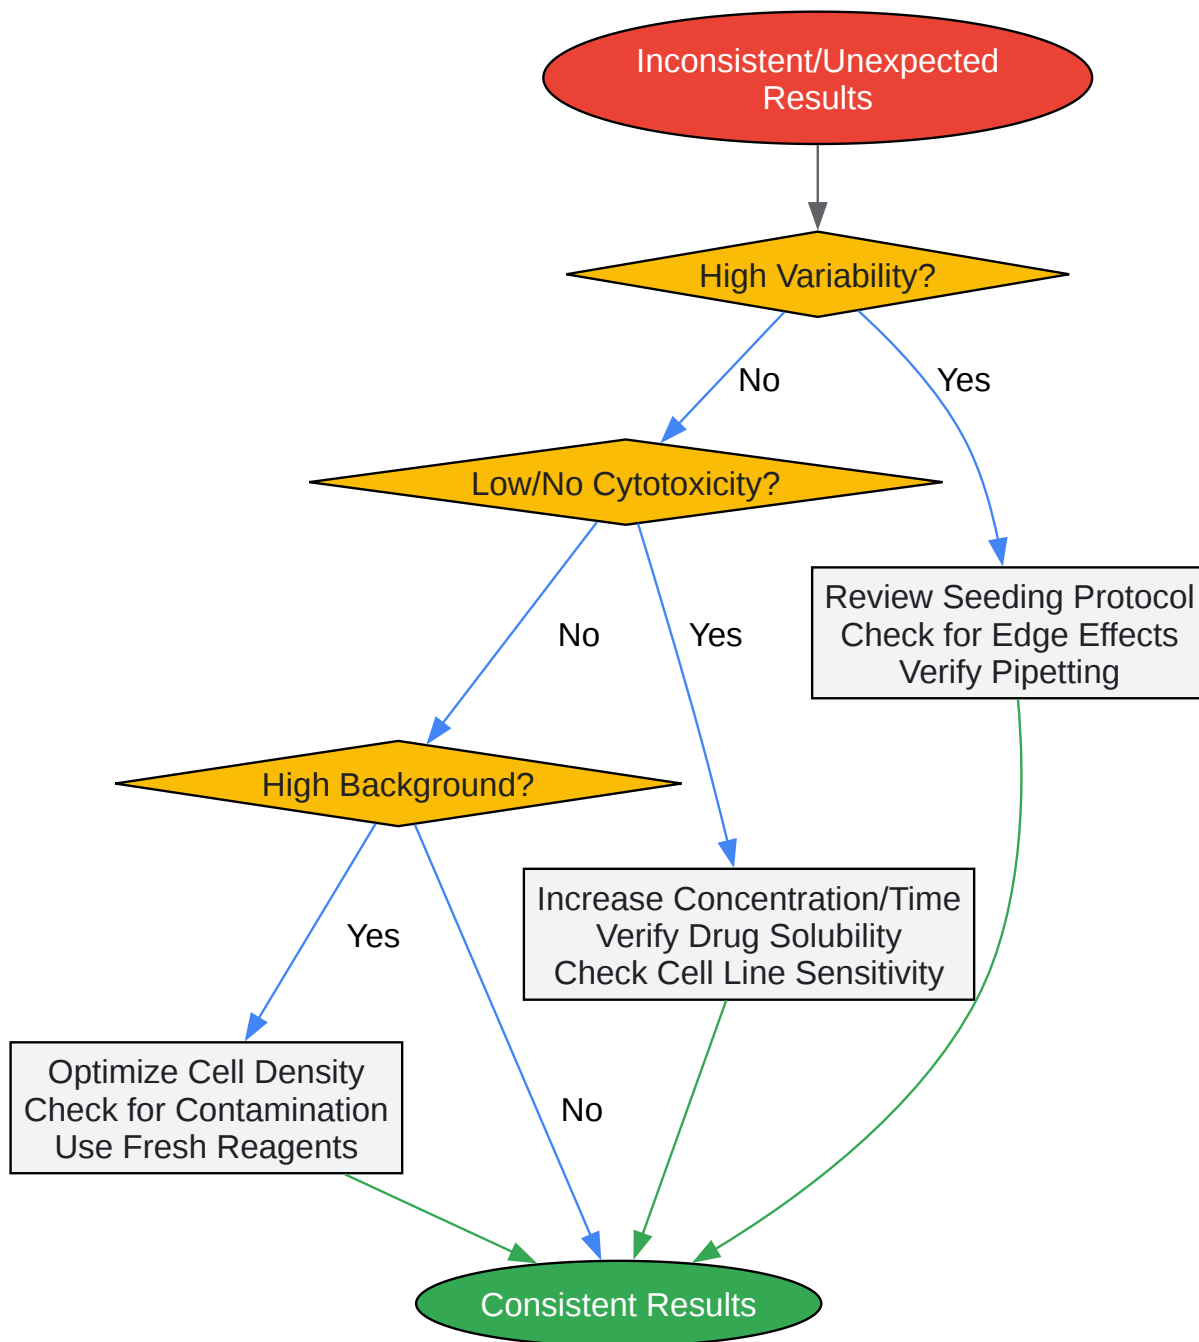 Inconsistent/Unexpected
Results
High Variability?
No
Yes
Low/No Cytotoxicity?
No
Yes
Review Seeding Protocol
Check for Edge Effects
Verify Pipetting
High Background?
Yes
No
Increase Concentration/Time
Verify Drug Solubility
Check Cell Line Sensitivity
Optimize Cell Density
Check for Contamination
Use Fresh Reagents
Consistent Results